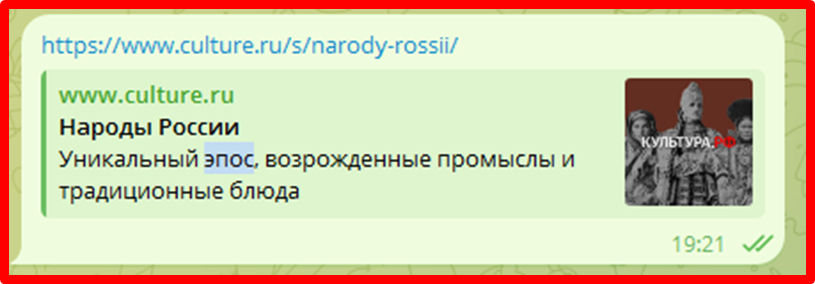 https://www.culture.ru/s/narody-rossii/
www.culture.ru
Народы России
Уникальный эпос, возрожденные промыслы и
традиционные блюда
КУЛЬТУРА.РФ
19:21